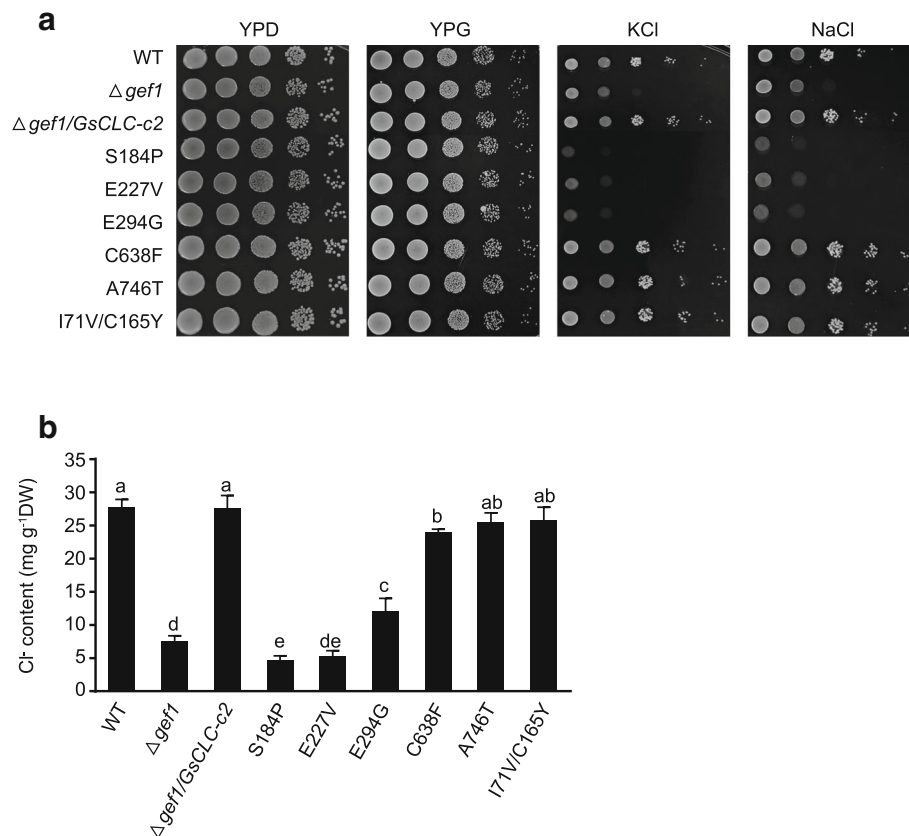 a
YPD YPG KCl NaCl
WT
△gef1
△gef1/GsCLC-c2
S184P
E227V
E294G
C638F
A746T
I71V/C165Y
b
Cl- content (mg g-1DW)
35
30
25
20
15
10
5
0
a
d
a
e
de
c
b
ab
ab
WT
△gef1
△gef1/GsCLC-c2
S184P
E227V
E294G
C638F
A746T
I71V/C165Y